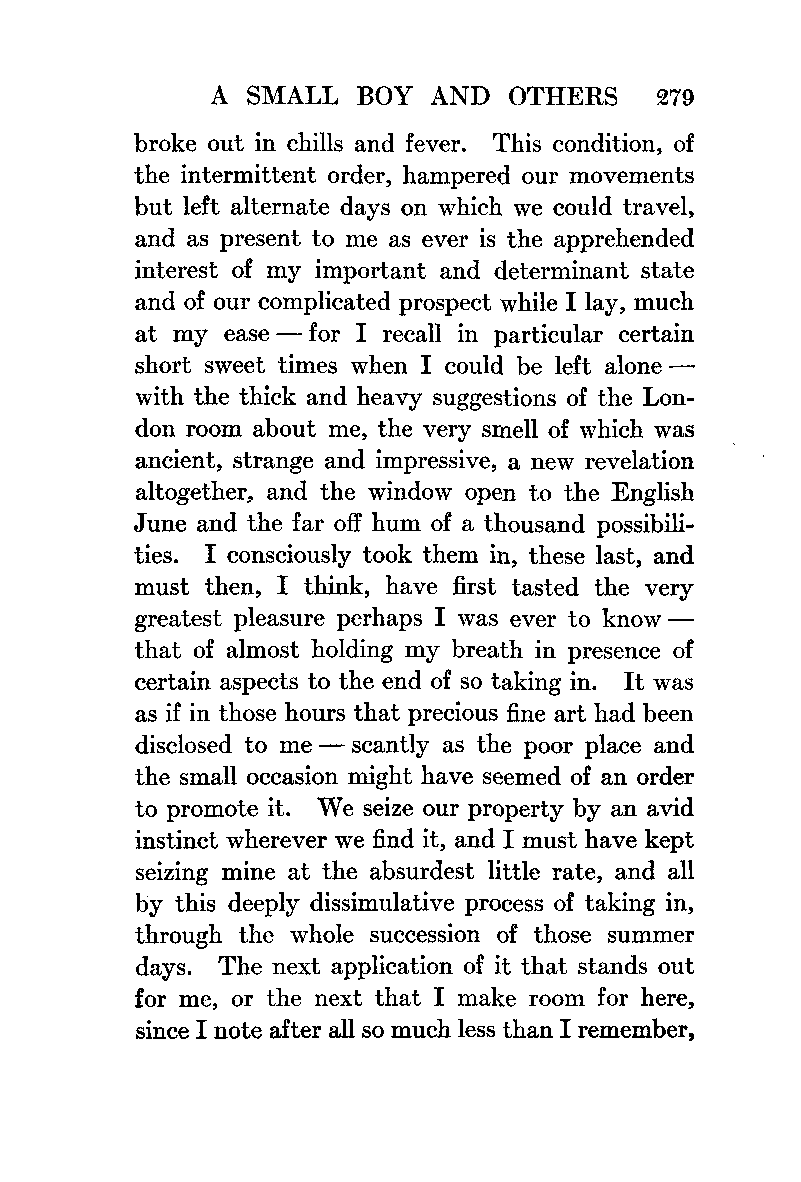 A SMALL BOY AND OTHERS 279
broke out in chills and fever. This condition, of
the intermittent order, hampered our movements
but left alternate days on which we could travel,
and as present to me as ever is the apprehended
interest of my important and determinant state
and of our complicated prospect while I lay, much
at my ease — for I recall in particular certain
short sweet times when I could be left alone —
with the thick and heavy suggestions of the Lon-
don room about me, the very smell of which was
ancient, strange and impressive, a new revelation
altogether, and the window open to the English
June and the far off hum of a thousand possibili-
ties. I consciously took them in, these last, and
must then, I think, have first tasted the very
greatest pleasure perhaps I was ever to know —
that of almost holding my breath in presence of
certain aspects to the end of so taking in. It was
as if in those hours that precious fine art had been
disclosed to me — scantly as the poor place and
the small occasion might have seemed of an order
to promote it. We seize our property by an avid
instinct wherever we find it, and I must have kept
seizing mine at the absurdest little rate, and all
by this deeply dissimulative process of taking in,
through the whole succession of those summer
days. The next application of it that stands out
for me, or the next that I make room for here,
since I note after all so much less than I remember,